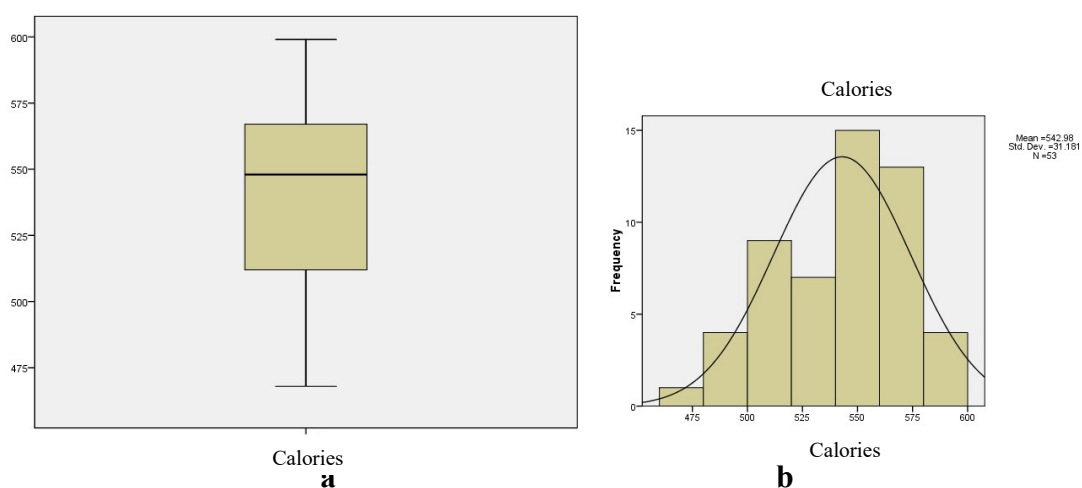 600
575
550
525
500
475
Calories
a
Calories
15
10
5
0
Frequency
475
500
525
550
575
600
Mean =542.98
Std. Dev. =31.181
N =53
Calories
b